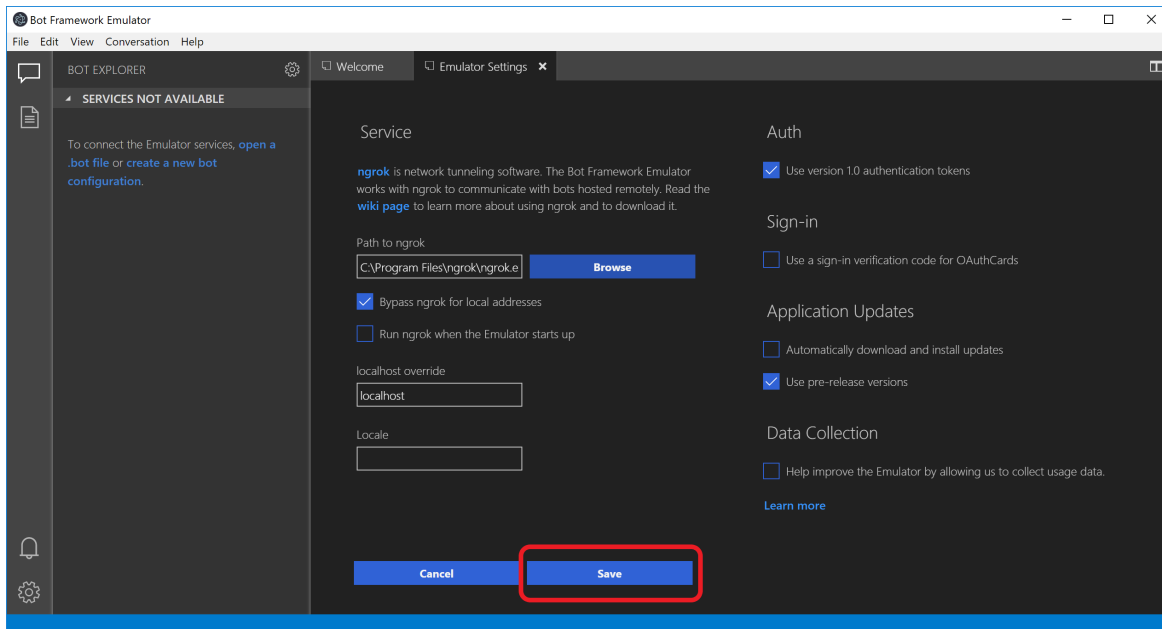 Bot Framework Emulator
File Edit View Conversation Help
BOT EXPLORER
SERVICES NOT AVAILABLE
To connect the Emulator services, open a
.bot file or create a new bot
configuration.
Welcome
Emulator Settings
Service
ngrok is network tunneling software. The Bot Framework Emulator
works with ngrok to communicate with bots hosted remotely. Read the
wiki page to learn more about using ngrok and to download it.
Path to ngrok
C:\Program Files\ngrok\ngrok.e
Browse
Bypass ngrok for local addresses
Run ngrok when the Emulator starts up
localhost override
localhost
Locale
Cancel
Save
Auth
Use version 1.0 authentication tokens
Sign-in
Use a sign-in verification code for OAuthCards
Application Updates
Automatically download and install updates
Use pre-release versions
Data Collection
Help improve the Emulator by allowing us to collect usage data.
Learn more